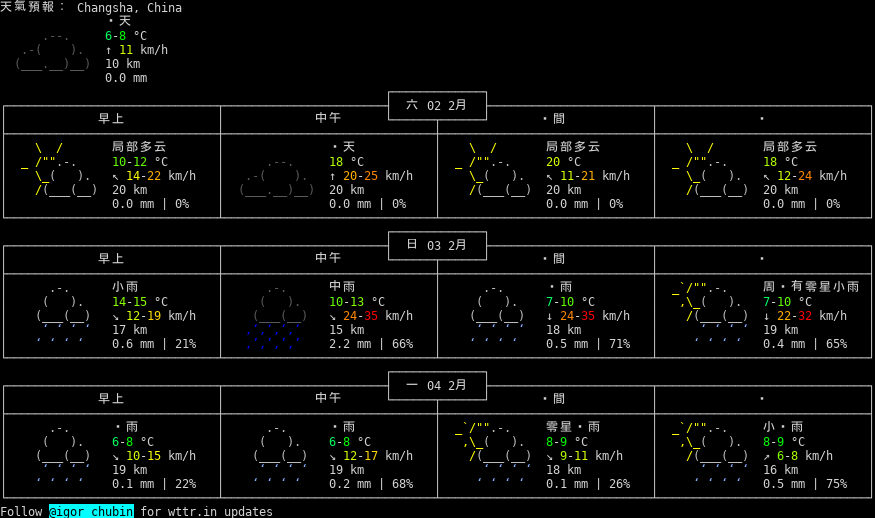 天氣預報： Changsha, China
・天
6-8 °C
↑ 11 km/h
10 km
0.0 mm
六 02 2月
早上 中午 ・間 ・
局部多云 ・天 局部多云 局部多云
10-12 °C 18 °C 20 °C 18 °C
↖ 14-22 km/h ↑ 20-25 km/h ↖ 11-21 km/h ↖ 12-24 km/h
20 km 20 km 20 km 20 km
0.0 mm | 0% 0.0 mm | 0% 0.0 mm | 0% 0.0 mm | 0%
日 03 2月
早上 中午 ・間 ・
小雨 中雨 ・雨 周・有零星小雨
14-15 °C 10-13 °C 7-10 °C 7-10 °C
↘ 12-19 km/h ↘ 24-35 km/h ↓ 24-35 km/h ↓ 22-32 km/h
17 km 15 km 18 km 19 km
0.6 mm | 21% 2.2 mm | 66% 0.5 mm | 71% 0.4 mm | 65%
一 04 2月
早上 中午 ・間 ・
・雨 ・雨 零星・雨 小・雨
6-8 °C 6-8 °C 8-9 °C 8-9 °C
↘ 10-15 km/h ↘ 12-17 km/h ↘ 9-11 km/h ↗ 6-8 km/h
19 km 19 km 18 km 16 km
0.1 mm | 22% 0.2 mm | 68% 0.1 mm | 26% 0.5 mm | 75%
Follow @igor_chubin for wttr.in updates